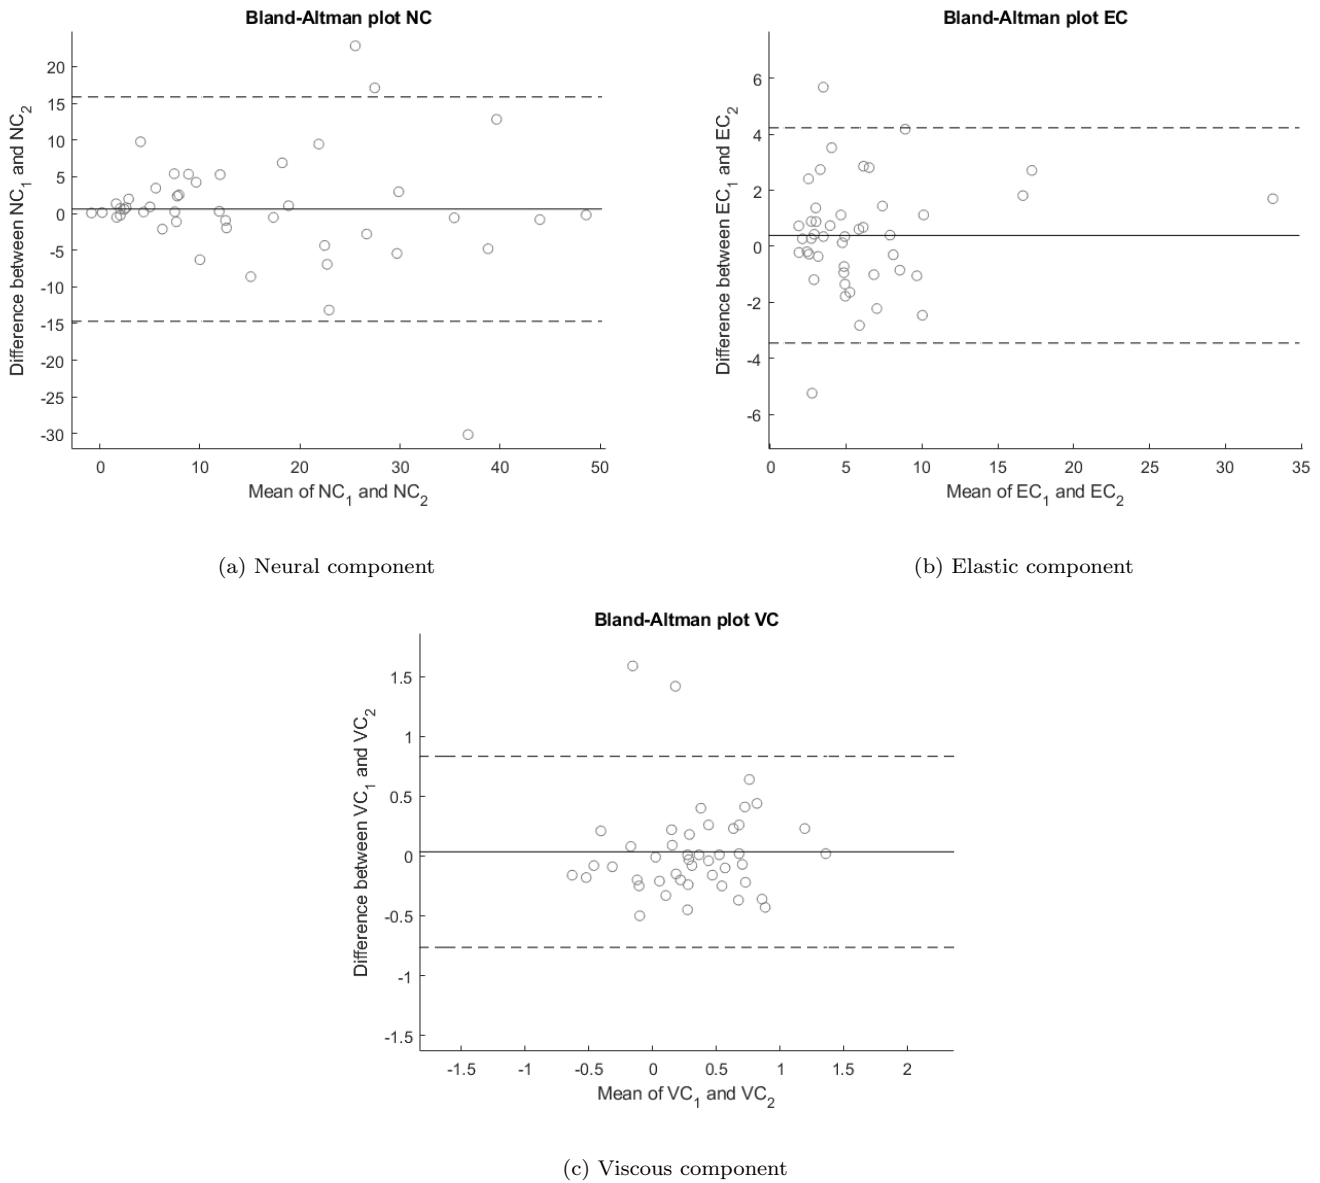 Bland-Altman plot NC
20
15
10
5
0
-5
-10
-15
-20
-25
-30
Difference between NC1 and NC2
0 10 20 30 40 50
Mean of NC1 and NC2
(a) Neural component
Bland-Altman plot EC
6
4
2
0
-2
-4
-6
Difference between EC1 and EC2
0 5 10 15 20 25 30 35
Mean of EC1 and EC2
(b) Elastic component
Bland-Altman plot VC
1.5
1
0.5
0
-0.5
-1
-1.5
Difference between VC1 and VC2
-1.5 -1 -0.5 0 0.5 1 1.5 2
Mean of VC1 and VC2
(c) Viscous component